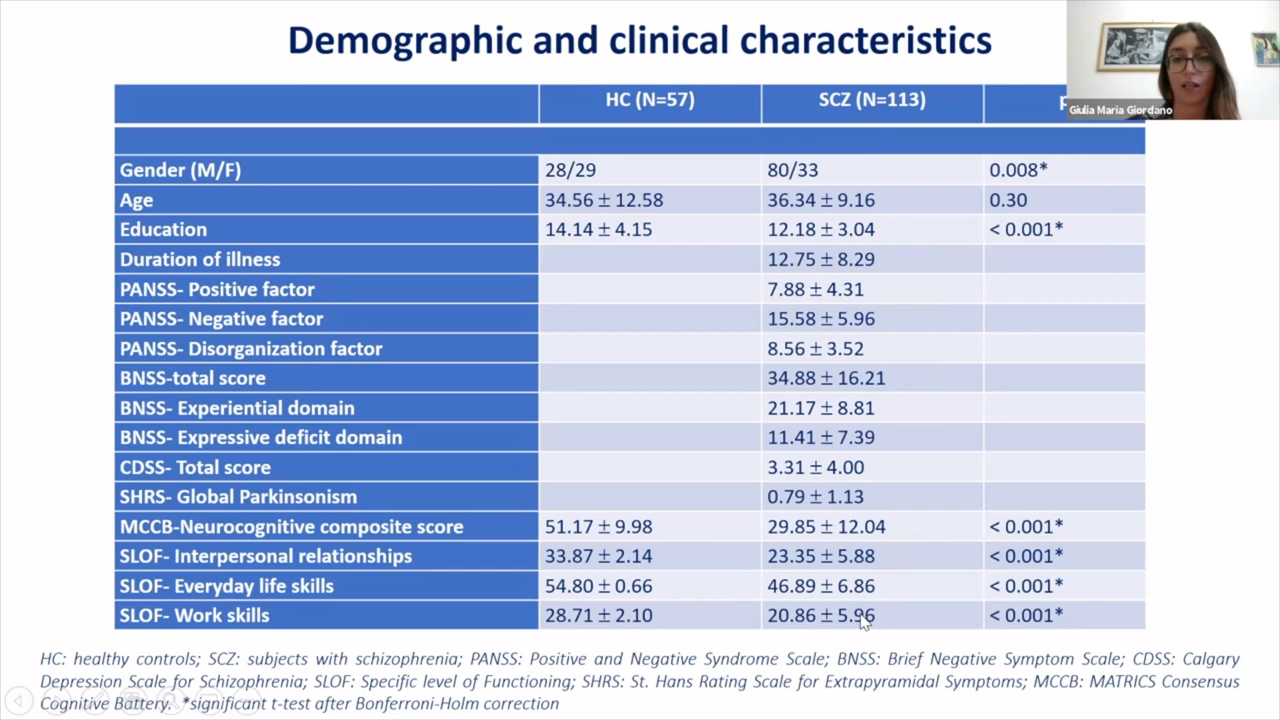 Demographic and clinical characteristics
Giulia Maria Giordano
HC (N=57) SCZ (N=113)
Gender (M/F) 28/29 80/33 0.008*
Age 34.56 ± 12.58 36.34 ± 9.16 0.30
Education 14.14 ± 4.15 12.18 ± 3.04 < 0.001*
Duration of illness 12.75 ± 8.29
PANSS- Positive factor 7.88 ± 4.31
PANSS- Negative factor 15.58 ± 5.96
PANSS- Disorganization factor 8.56 ± 3.52
BNSS-total score 34.88 ± 16.21
BNSS- Experiential domain 21.17 ± 8.81
BNSS- Expressive deficit domain 11.41 ± 7.39
CDSS- Total score 3.31 ± 4.00
SHRS- Global Parkinsonism 0.79 ± 1.13
MCCB-Neurocognitive composite score 51.17 ± 9.98 29.85 ± 12.04 < 0.001*
SLOF- Interpersonal relationships 33.87 ± 2.14 23.35 ± 5.88 < 0.001*
SLOF- Everyday life skills 54.80 ± 0.66 46.89 ± 6.86 < 0.001*
SLOF- Work skills 28.71 ± 2.10 20.86 ± 5.96 < 0.001*
HC: healthy controls; SCZ: subjects with schizophrenia; PANSS: Positive and Negative Syndrome Scale; BNSS: Brief Negative Symptom Scale; CDSS: Calgary
Depression Scale for Schizophrenia; SLOF: Specific level of Functioning; SHRS: St. Hans Rating Scale for Extrapyramidal Symptoms; MCCB: MATRICS Consensus
Cognitive Battery. *significant t-test after Bonferroni-Holm correction